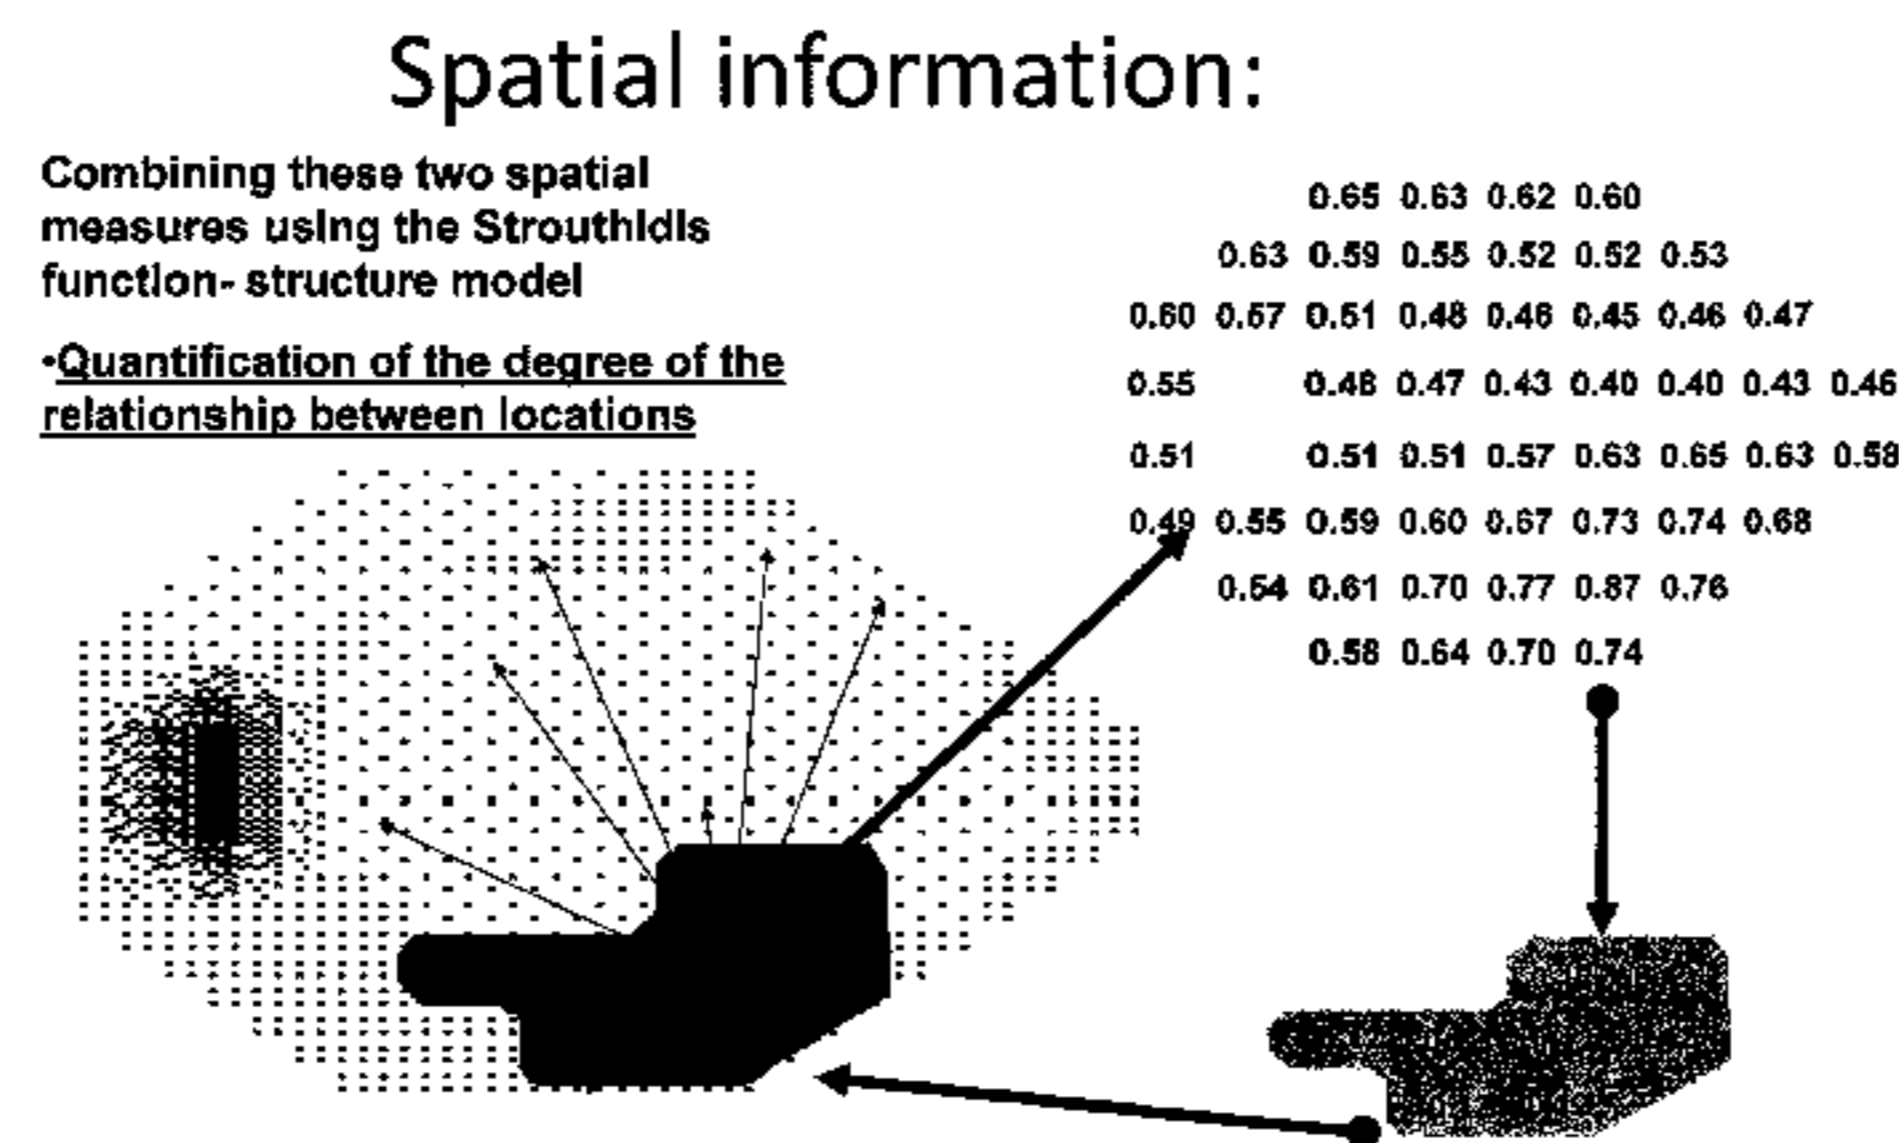 Spatial information:
Combining these two spatial
measures using the Strouthidis
function- structure model
•Quantification of the degree of the
relationship between locations
0.65 0.63 0.62 0.60
0.63 0.59 0.55 0.52 0.52 0.53
0.60 0.57 0.51 0.48 0.46 0.45 0.46 0.47
0.55 0.48 0.47 0.43 0.40 0.40 0.43 0.46
0.51 0.51 0.51 0.57 0.63 0.65 0.63 0.58
0.49 0.55 0.59 0.60 0.67 0.73 0.74 0.68
0.54 0.61 0.70 0.77 0.87 0.76
0.58 0.64 0.70 0.74